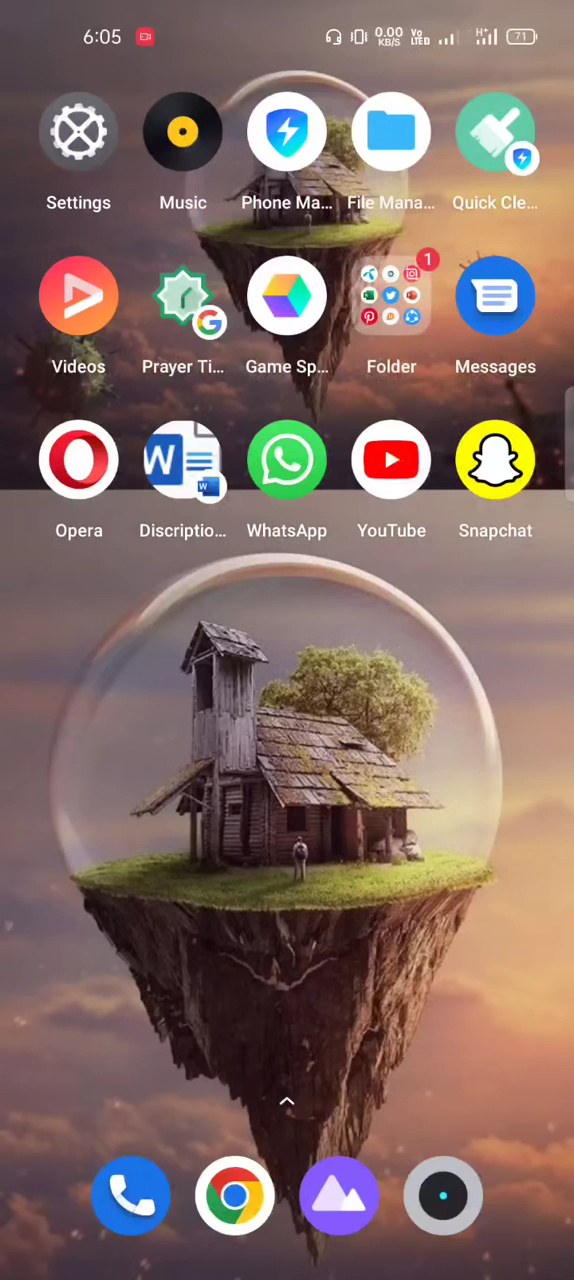 6:05 0.00 KB/S Vo LTE H+ 71
Settings Music Phone Ma... File Mana... Quick Cle...
1
Videos Prayer Ti... Game Sp... Folder Messages
W W
Opera Discriptio... WhatsApp YouTube Snapchat